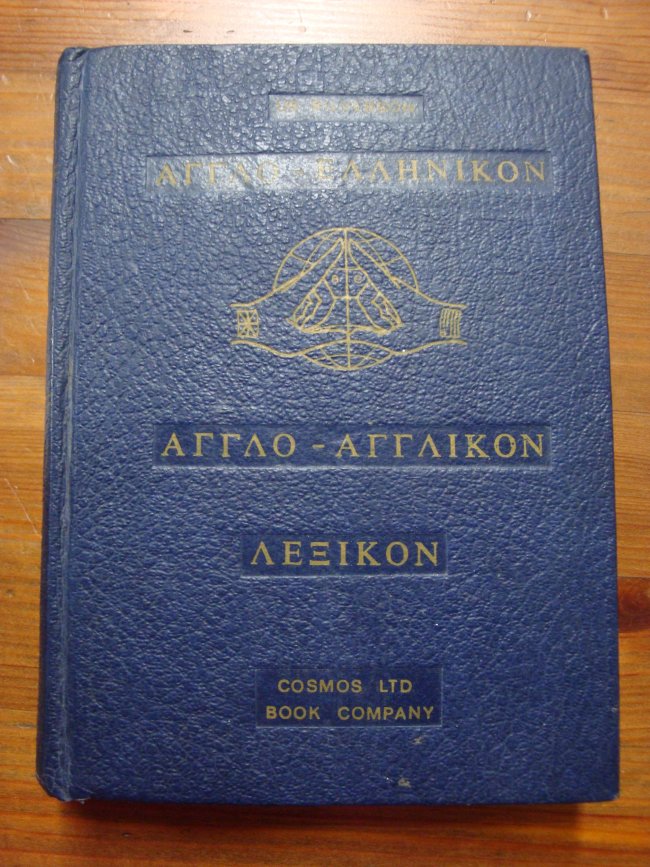 ΑΓΓΛΟ - ΕΛΛΗΝΙΚΟΝ
ΑΓΓΛΟ - ΑΓΓΛΙΚΟΝ
ΛΕΞΙΚΟΝ
COSMOS LTD
BOOK COMPANY